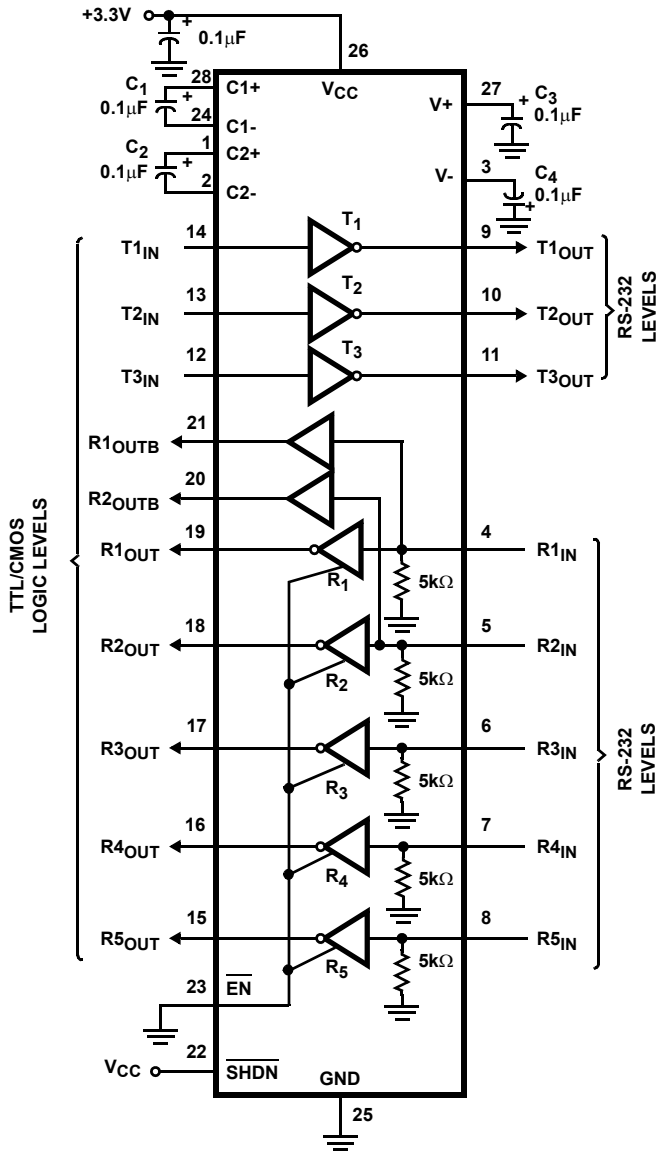 +3.3V
+
0.1μF
26
VCC
C1
0.1μF
+
28
C1+
24
C1-
C2
0.1μF
+
1
C2+
2
C2-
27
V+
+
C3
0.1μF
3
V-
C4
0.1μF
+
T1IN
14
T1
9
T1OUT
T2IN
13
T2
10
T2OUT
T3IN
12
T3
11
T3OUT
RS-232
LEVELS
R1OUTB
21
R2OUTB
20
R1OUT
19
R1
5kΩ
4
R1IN
R2OUT
18
R2
5kΩ
5
R2IN
R3OUT
17
R3
5kΩ
6
R3IN
R4OUT
16
R4
5kΩ
7
R4IN
R5OUT
15
R5
5kΩ
8
R5IN
TTL/CMOS
LOGIC LEVELS
RS-232
LEVELS
23
EN
22
VCC
SHDN
GND
25